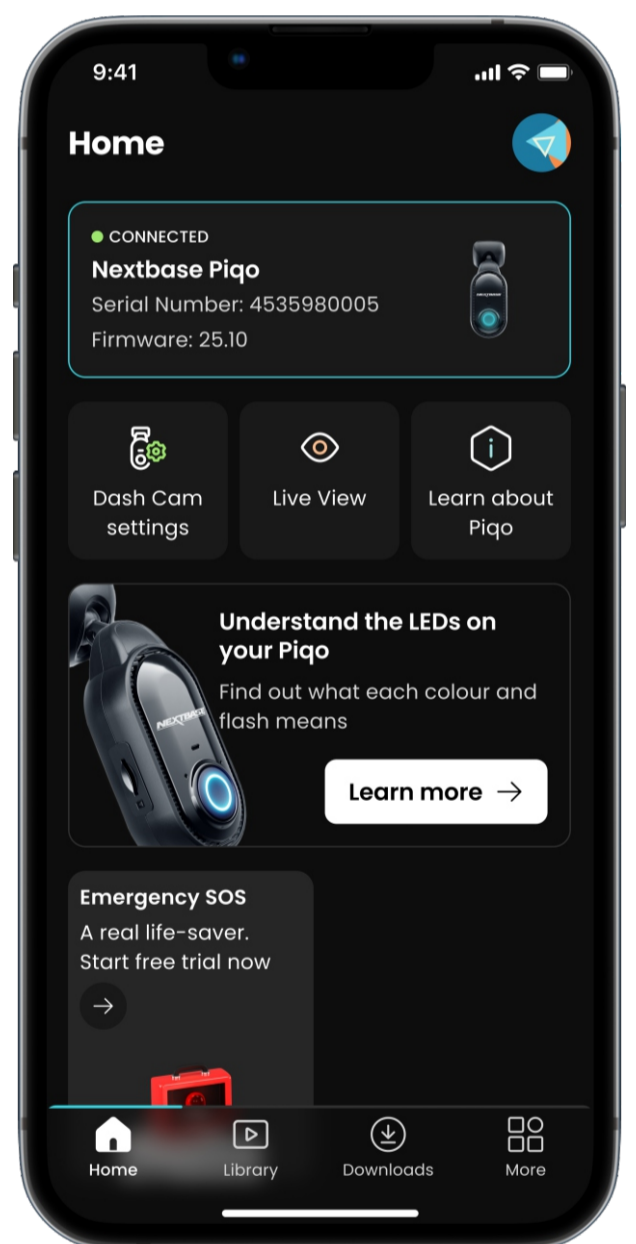 9:41
Home
CONNECTED
Nextbase Piqo
Serial Number: 4535980005
Firmware: 25.10
Dash Cam
settings
Live View
Learn about
Piqo
Understand the LEDs on
your Piqo
Find out what each colour and
flash means
NEXTBASE
Learn more
Emergency SOS
A real life-saver.
Start free trial now
Home
Library
Downloads
More